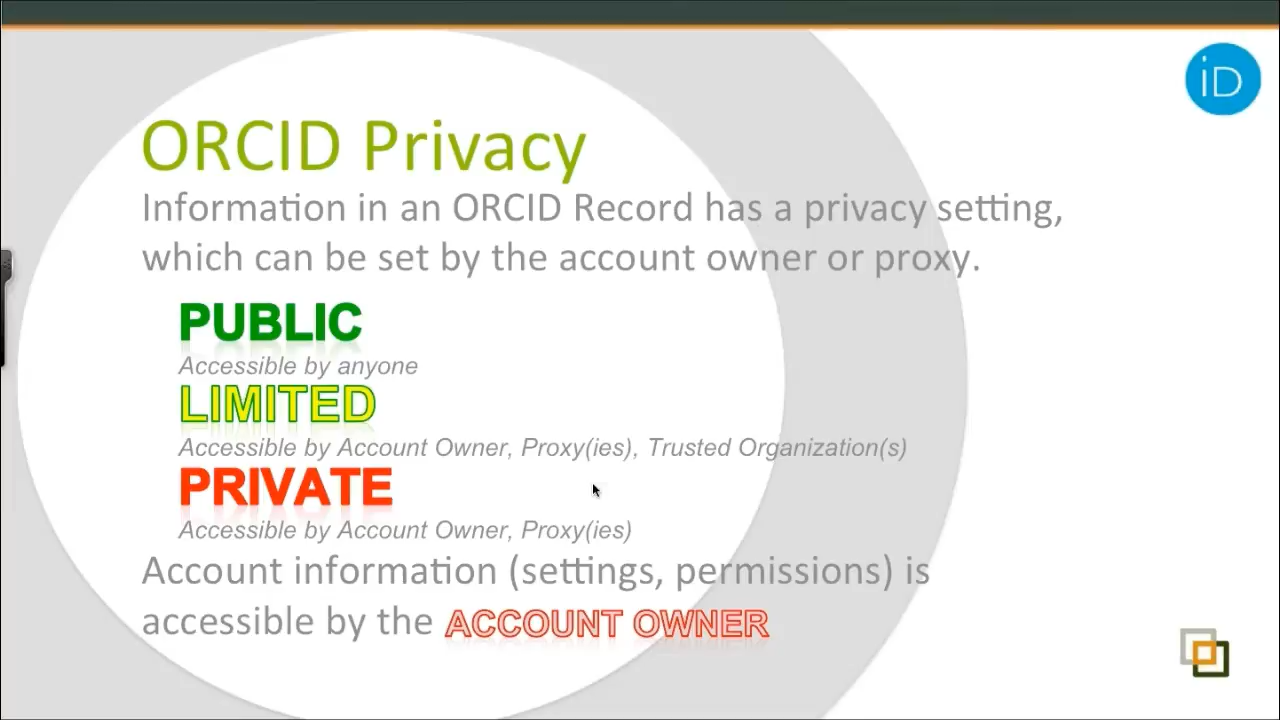 iD
ORCID Privacy
Information in an ORCID Record has a privacy setting,
which can be set by the account owner or proxy.
PUBLIC
Accessible by anyone
LIMITED
Accessible by Account Owner, Proxy(ies), Trusted Organization(s)
PRIVATE
Accessible by Account Owner, Proxy(ies)
Account information (settings, permissions) is
accessible by the ACCOUNT OWNER